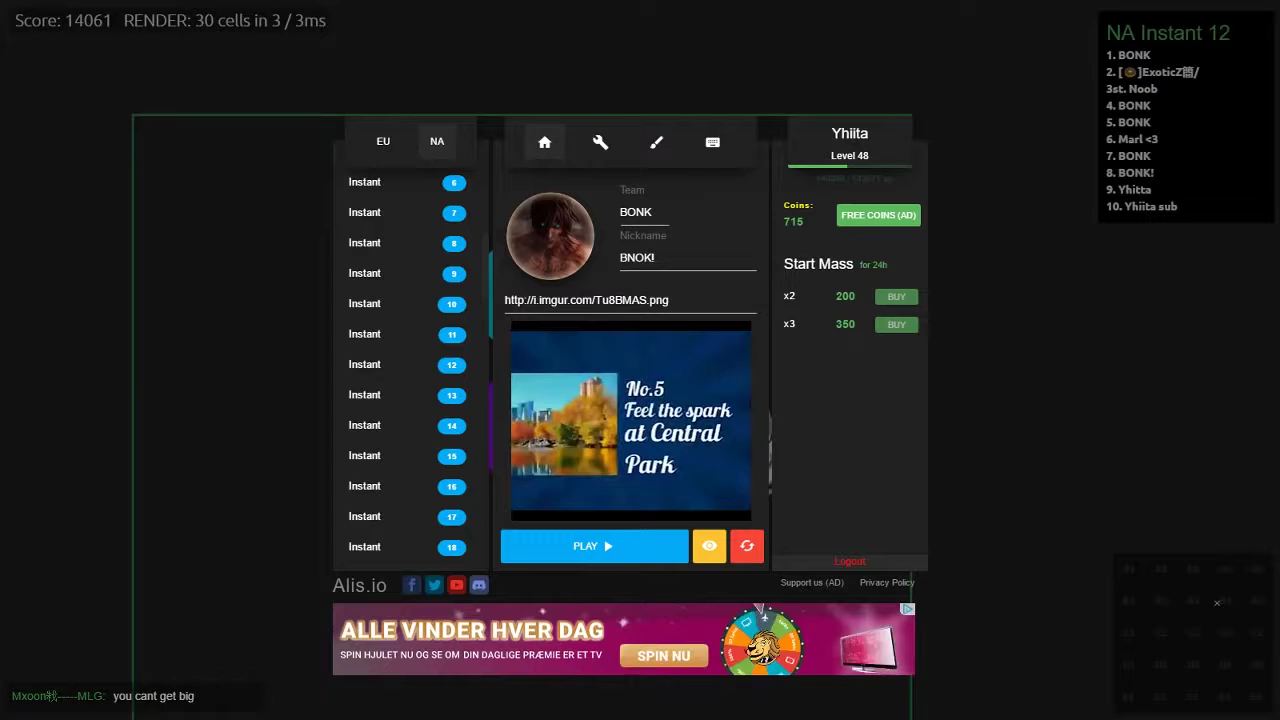 Score: 14061 RENDER: 30 cells in 3 / 3ms
NA Instant 12
1. BONK
3st. Noob
4. BONK
5. BONK
6. Marl <3
7. BONK
8. BONK!
9. Yhitta
10. Yhiita sub
EU NA
Instant 6
Instant 7
Instant 8
Instant 9
Instant 10
Instant 11
Instant 12
Instant 13
Instant 14
Instant 15
Instant 16
Instant 17
Instant 18
Team
BONK
Nickname
BNOK!
http://i.imgur.com/Tu8BMAS.png
No.5
Feel the spark
at Central
Park
PLAY
Yhiita
Level 48
Coins:
715
FREE COINS (AD)
Start Mass for 24h
x2 200 BUY
x3 350 BUY
Logout
Alis.io
Support us (AD) Privacy Policy
ALLE VINDER HVER DAG
SPIN HJULET NU OG SE OM DIN DAGLIGE PRÆMIE ER ET TV
SPIN NU
you cant get big